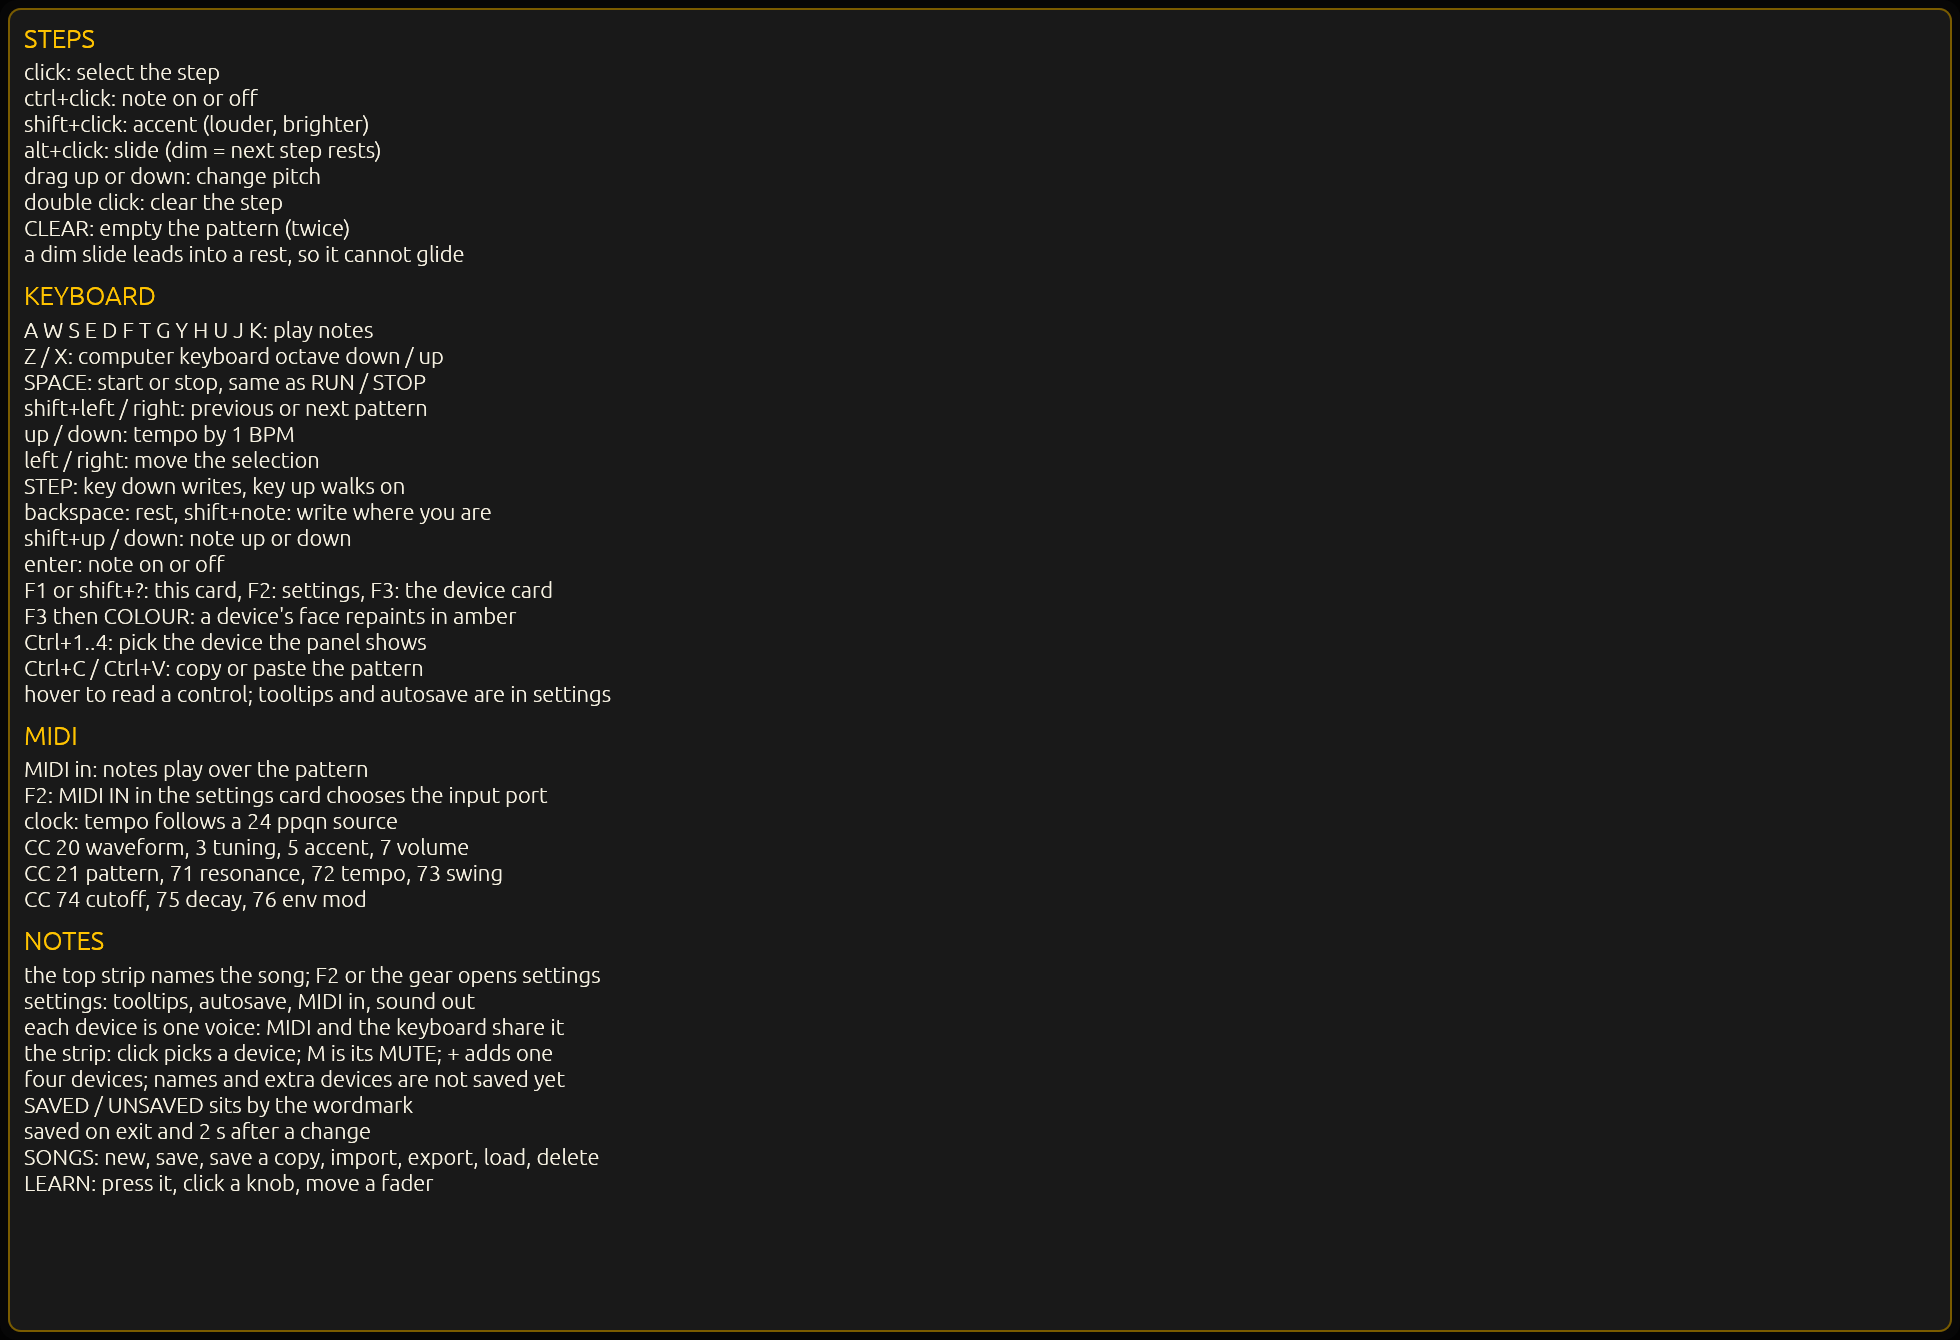 STEPS
click: select the step
ctrl+click: note on or off
shift+click: accent (louder, brighter)
alt+click: slide (dim = next step rests)
drag up or down: change pitch
double click: clear the step
CLEAR: empty the pattern (twice)
a dim slide leads into a rest, so it cannot glide
KEYBOARD
A W S E D F T G Y H U J K: play notes
Z / X: computer keyboard octave down / up
SPACE: start or stop, same as RUN / STOP
shift+left / right: previous or next pattern
up / down: tempo by 1 BPM
left / right: move the selection
STEP: key down writes, key up walks on
backspace: rest, shift+note: write where you are
shift+up / down: note up or down
enter: note on or off
F1 or shift+?: this card, F2: settings, F3: the device card
F3 then COLOUR: a device's face repaints in amber
Ctrl+1..4: pick the device the panel shows
Ctrl+C / Ctrl+V: copy or paste the pattern
hover to read a control; tooltips and autosave are in settings
MIDI
MIDI in: notes play over the pattern
F2: MIDI IN in the settings card chooses the input port
clock: tempo follows a 24 ppqn source
CC 20 waveform, 3 tuning, 5 accent, 7 volume
CC 21 pattern, 71 resonance, 72 tempo, 73 swing
CC 74 cutoff, 75 decay, 76 env mod
NOTES
the top strip names the song; F2 or the gear opens settings
settings: tooltips, autosave, MIDI in, sound out
each device is one voice: MIDI and the keyboard share it
the strip: click picks a device; M is its MUTE; + adds one
four devices; names and extra devices are not saved yet
SAVED / UNSAVED sits by the wordmark
saved on exit and 2 s after a change
SONGS: new, save, save a copy, import, export, load, delete
LEARN: press it, click a knob, move a fader